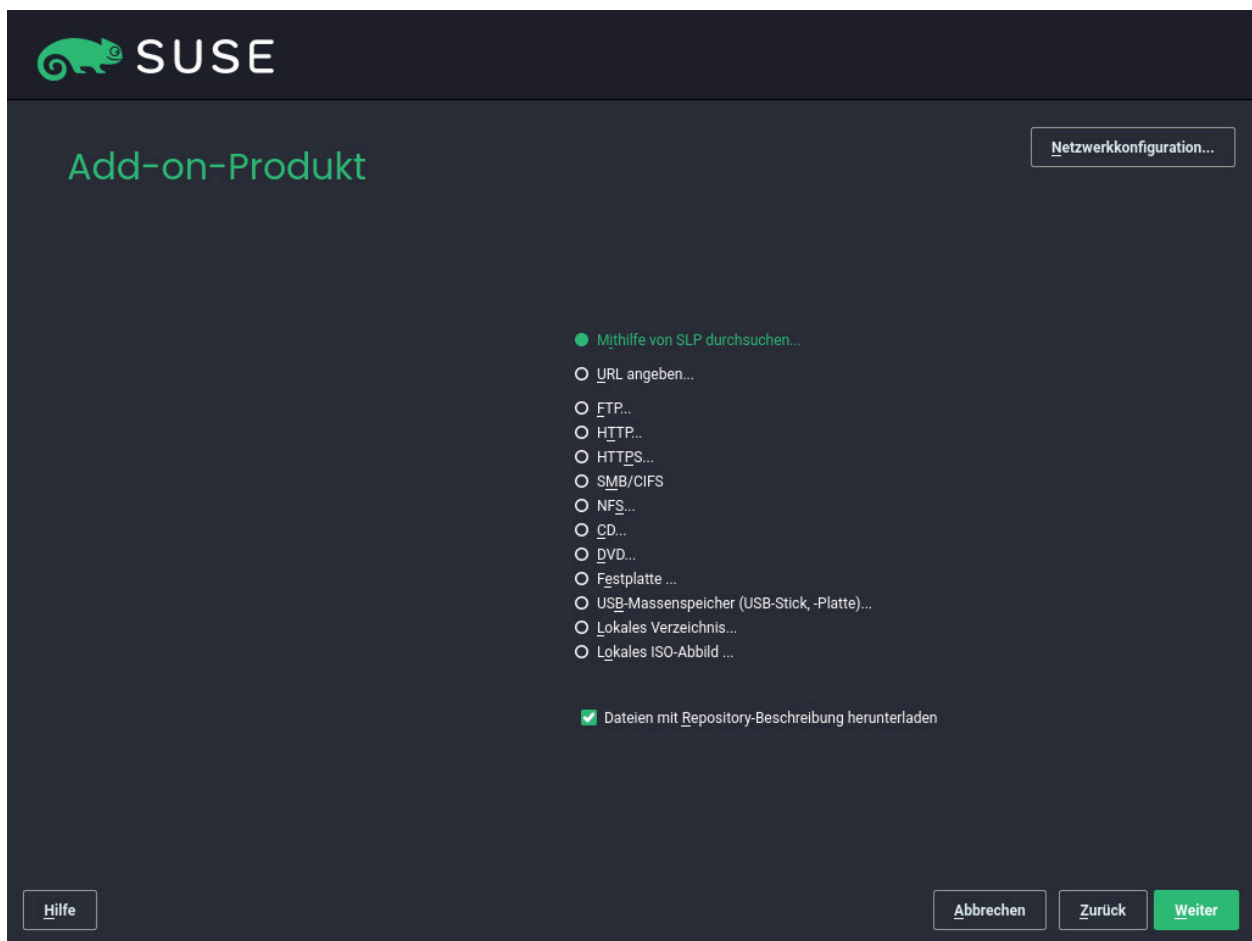 SUSE
Add-on-Produkt
Netzwerkkonfiguration...
Mithilfe von SLP durchsuchen...
URL angeben...
FTP...
HTTP...
HTTPS...
SMB/CIFS
NFS...
CD...
DVD...
Festplatte ...
USB-Massenspeicher (USB-Stick, -Platte)...
Lokales Verzeichnis...
Lokales ISO-Abbild ...
Dateien mit Repository-Beschreibung herunterladen
Hilfe
Abbrechen
Zurück
Weiter